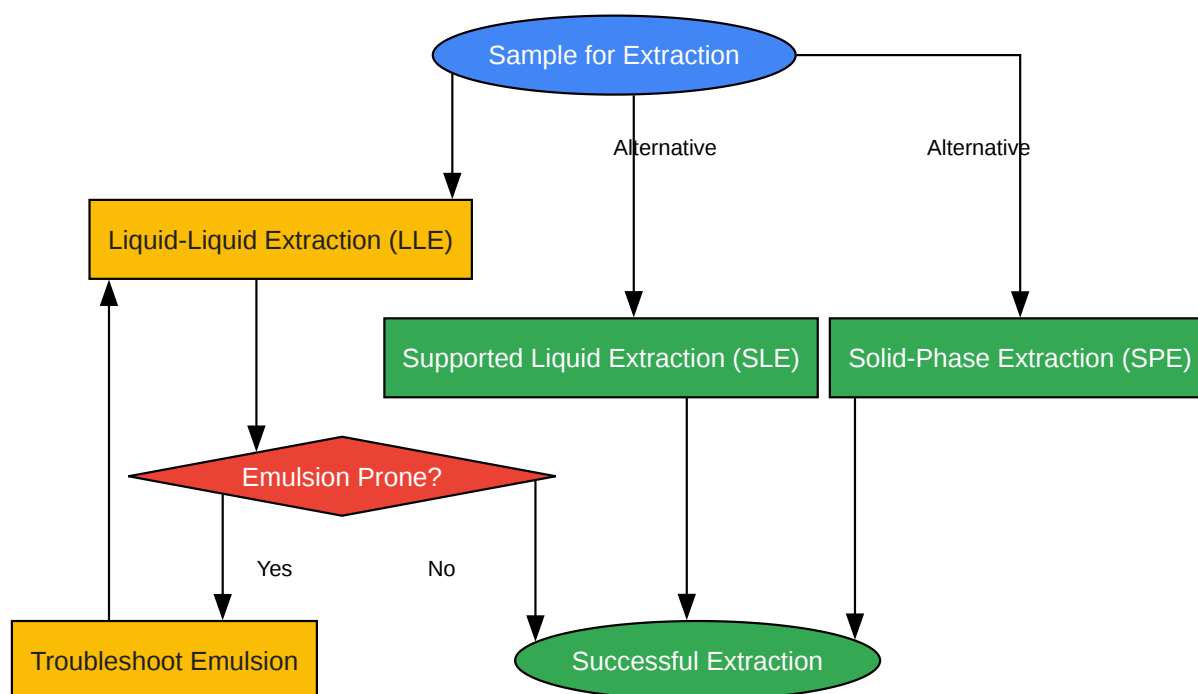 Sample for Extraction
Alternative
Alternative
Liquid-Liquid Extraction (LLE)
Supported Liquid Extraction (SLE)
Solid-Phase Extraction (SPE)
Emulsion Prone?
Yes
No
Troubleshoot Emulsion
Successful Extraction